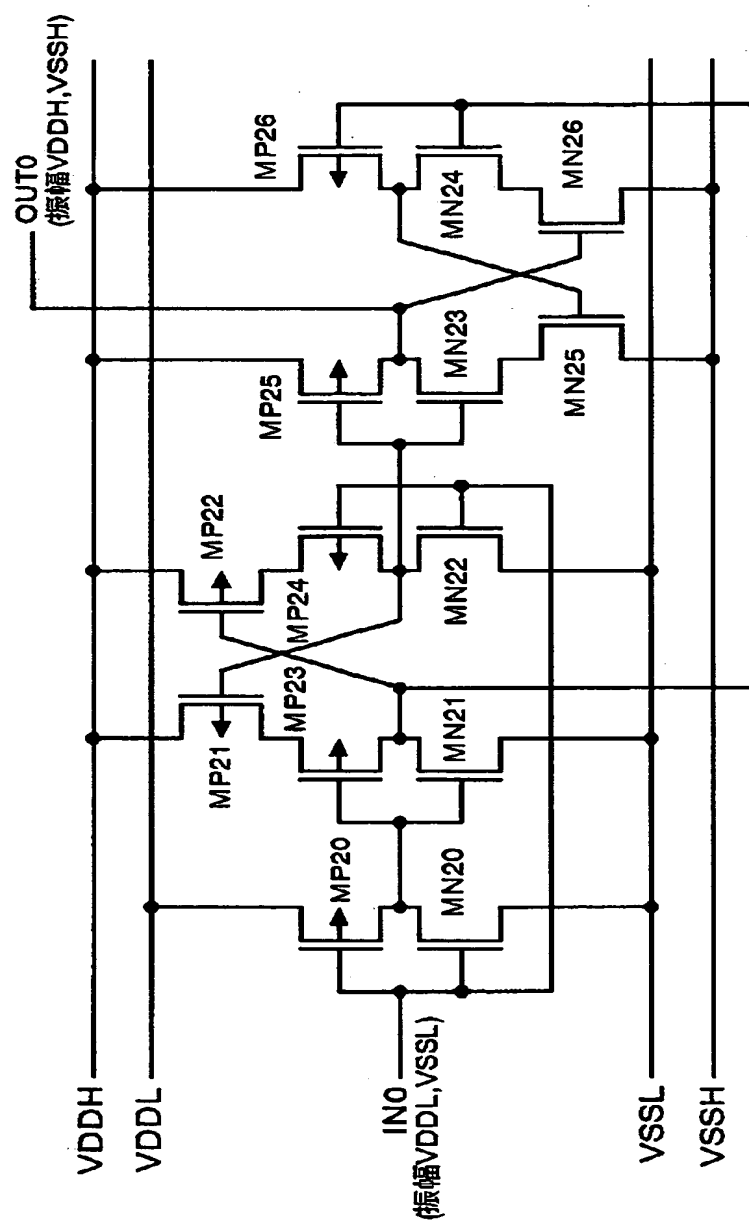 OUT0
(振幅VDDH,VSSH)
VDDH
VDDL
MP22
MP21
MP26
MP25
MP24
MP23
MP20
MN24
MN23
MN22
MN21
MN20
MN26
MN25
IN0
(振幅VDDL,VSSL)
VSSL
VSSH